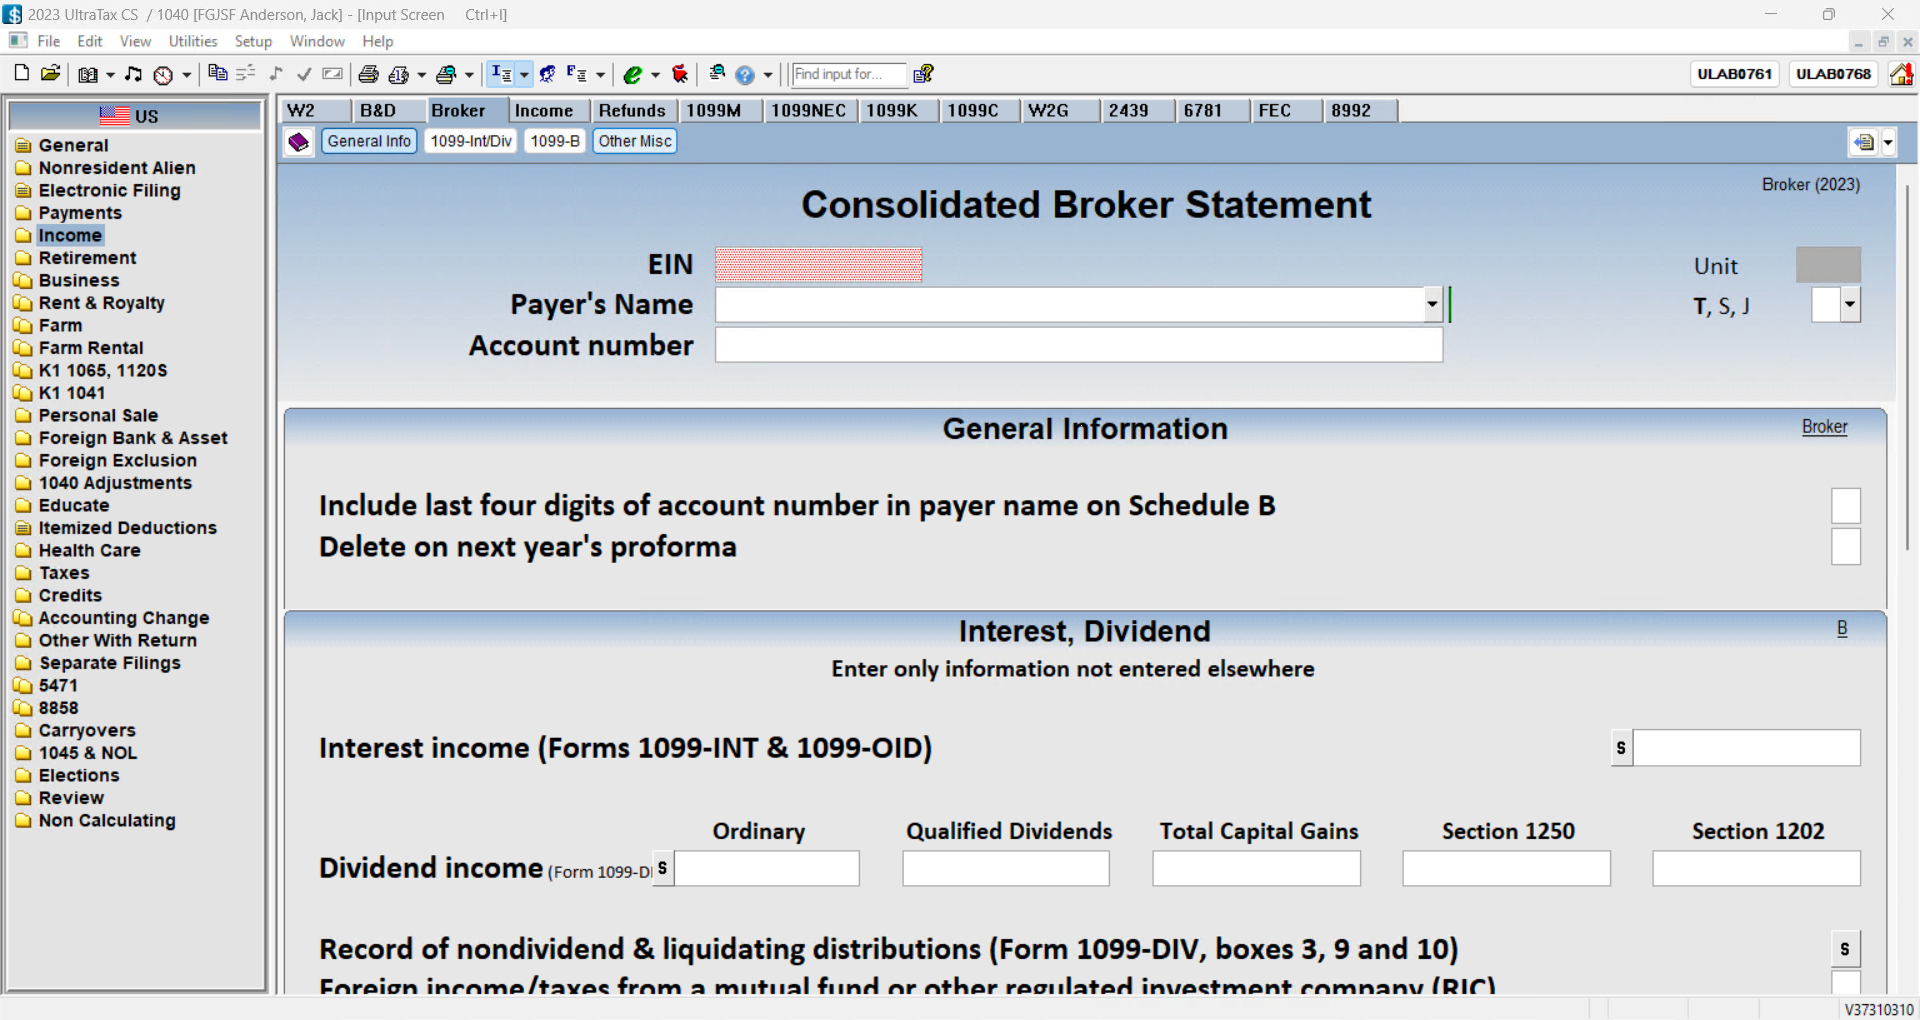 2023 UltraTax CS / 1040 [FGJSF Anderson, Jack] - [Input Screen Ctrl+I]
File Edit View Utilities Setup Window Help
Find input for... ULAB0761 ULAB0768
US
General
Nonresident Alien
Electronic Filing
Payments
Income
Retirement
Business
Rent & Royalty
Farm
Farm Rental
K1 1065, 1120S
K1 1041
Personal Sale
Foreign Bank & Asset
Foreign Exclusion
1040 Adjustments
Educate
Itemized Deductions
Health Care
Taxes
Credits
Accounting Change
Other With Return
Separate Filings
5471
8858
Carryovers
1045 & NOL
Elections
Review
Non Calculating
W2 B&D Broker Income Refunds 1099M 1099NEC 1099K 1099C W2G 2439 6781 FEC 8992
General Info 1099-Int/Div 1099-B Other Misc
Broker (2023)
Consolidated Broker Statement
EIN Unit
Payer's Name T, S, J
Account number
General Information Broker
Include last four digits of account number in payer name on Schedule B
Delete on next year's proforma
Interest, Dividend B
Enter only information not entered elsewhere
Interest income (Forms 1099-INT & 1099-OID) S
Ordinary Qualified Dividends Total Capital Gains Section 1250 Section 1202
Dividend income (Form 1099-DI S
Record of nondividend & liquidating distributions (Form 1099-DIV, boxes 3, 9 and 10) S
Foreign income/taxes from a mutual fund or other regulated investment company (RIC)
V37310310